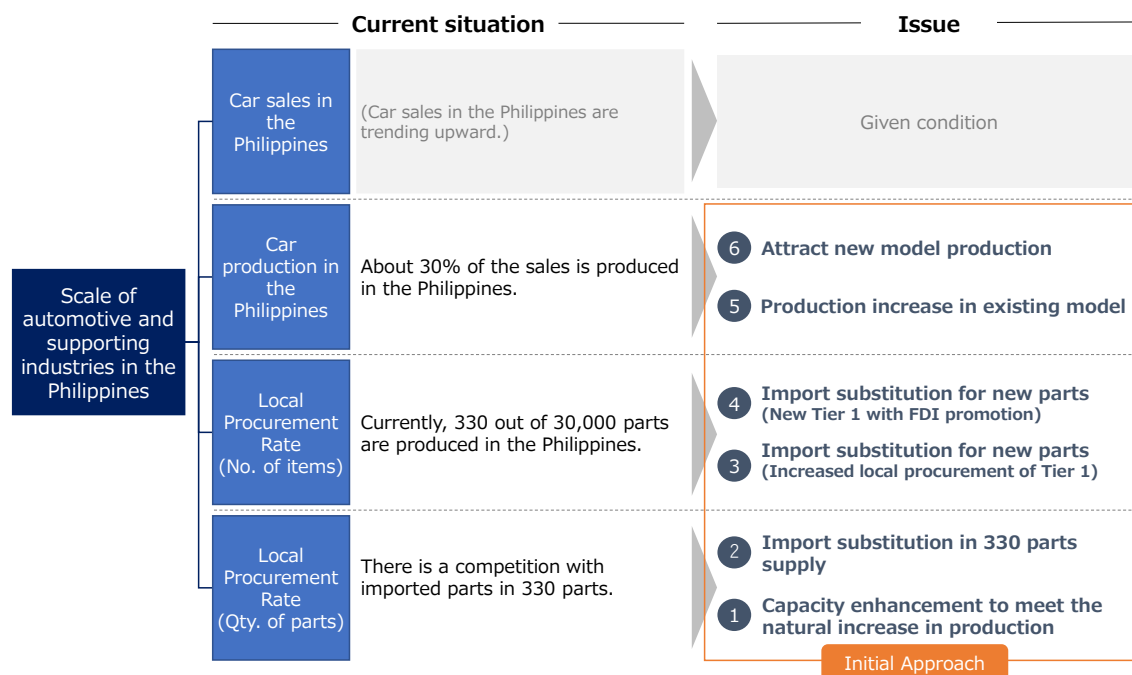 Current situation
Issue
Scale of
automotive and
supporting
industries in the
Philippines
Car sales in
the
Philippines
(Car sales in the Philippines are
trending upward.)
Given condition
Car
production in
the
Philippines
About 30% of the sales is produced
in the Philippines.
6 Attract new model production
5 Production increase in existing model
Local
Procurement
Rate
(No. of items)
Currently, 330 out of 30,000 parts
are produced in the Philippines.
4 Import substitution for new parts
(New Tier 1 with FDI promotion)
3 Import substitution for new parts
(Increased local procurement of Tier 1)
Local
Procurement
Rate
(Qty. of parts)
There is a competition with
imported parts in 330 parts.
2 Import substitution in 330 parts
supply
1 Capacity enhancement to meet the
natural increase in production
Initial Approach